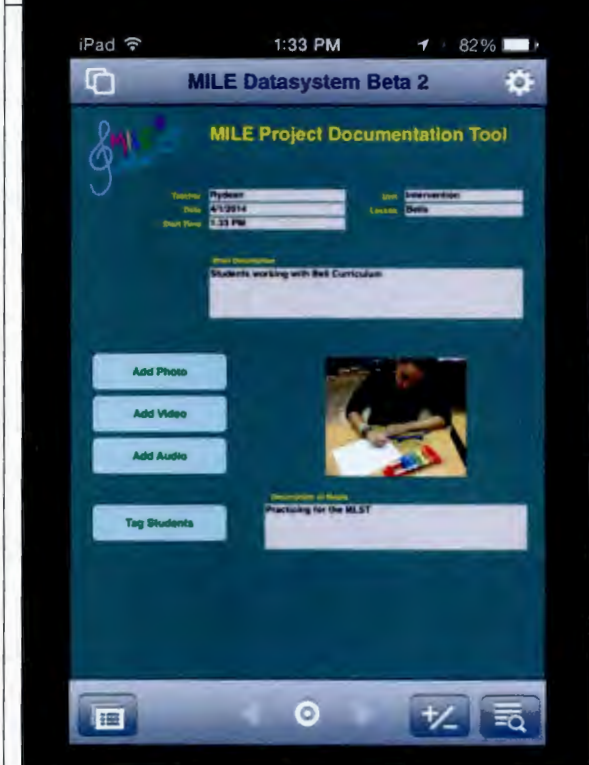 iPad 1:33 PM 82%
MILE Datasystem Beta 2
MILE
MILE Project Documentation Tool
Teacher Rydeen Unit Intervention
Date 4/1/2014 Lesson Bells
Start Time 1:33 PM
Brief Description
Students working with Bell Curriculum
Add Photo
Add Video
Add Audio
Tag Students
Description of Media
Practicing for the MLST